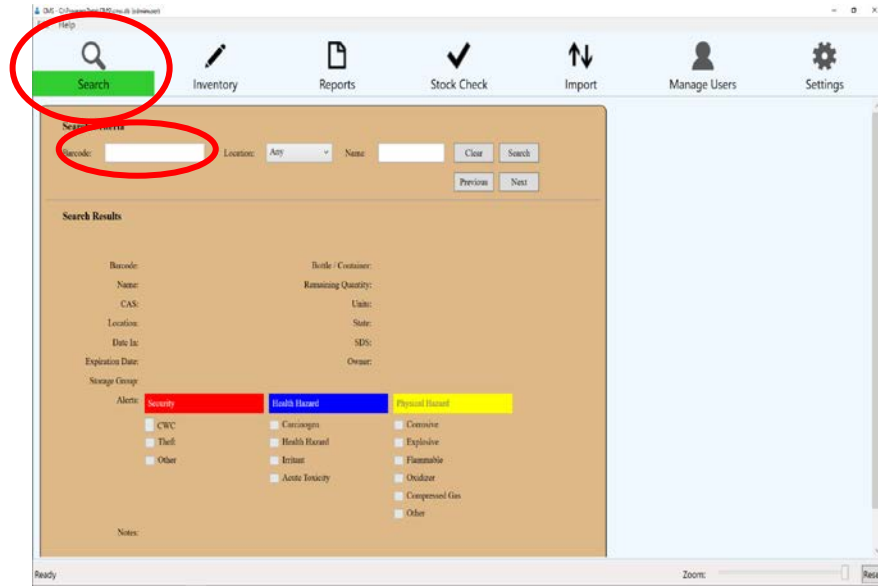 Help
Search Inventory Reports Stock Check Import Manage Users Settings
Search Criteria
Barcode: Location: Any Name: Clear Search
Previous Next
Search Results
Barcode: Bottle / Container:
Name: Remaining Quantity:
CAS: Units:
Location: State:
Date In: SDS:
Expiration Date: Owner:
Storage Group:
Alerts: Security Health Hazard Physical Hazard
CWC Carcinogen Corrosive
Theft Health Hazard Explosive
Other Irritant Flammable
Acute Toxicity Oxidizer
Compressed Gas
Other
Notes:
Ready Zoom: